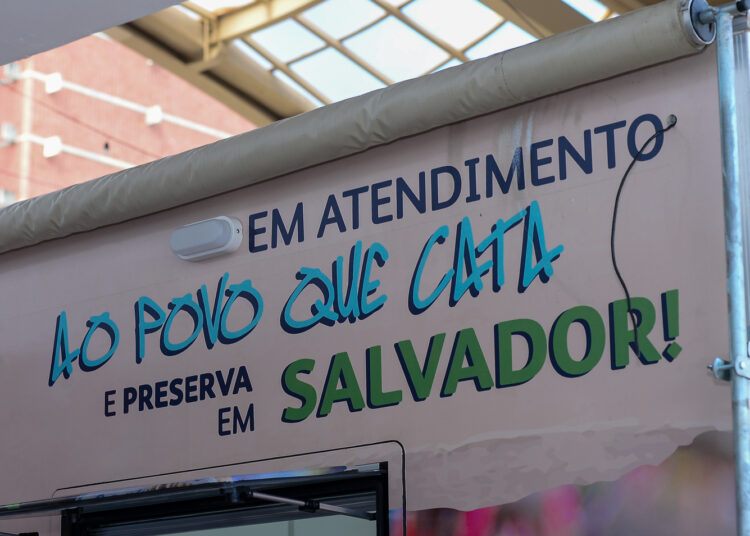 EM ATENDIMENTO
AO POVO QUE CATA
E PRESERVA
EM SALVADOR!